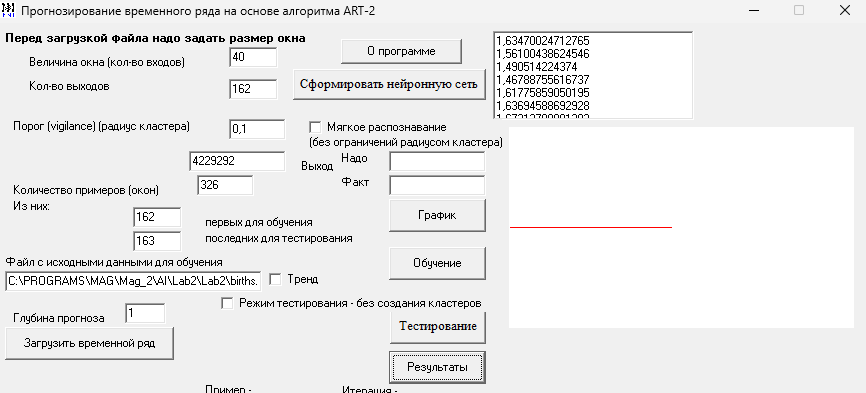 Прогнозирование временного ряда на основе алгоритма ART-2
Перед загрузкой файла надо задать размер окна
Величина окна (кол-во входов)
40
О программе
Кол-во выходов
162
Сформировать нейронную сеть
1,63470024712765
1,56100438624546
1,490514224374
1,46788755616737
1,61775859050195
1,63694588692928
Порог (vigilance) (радиус кластера)
0,1
Мягкое распознавание
(без ограничений радиусом кластера)
4229292
Выход
Надо
Факт
Количество примеров (окон)
326
Из них:
162
первых для обучения
163
последних для тестирования
График
Файл с исходными данными для обучения
C:\PROGRAMS\MAG\Mag_2\AI\Lab2\Lab2\births.
Тренд
Обучение
Режим тестирования - без создания кластеров
Глубина прогноза
1
Тестирование
Загрузить временной ряд
Результаты
Пример -
Итерация -